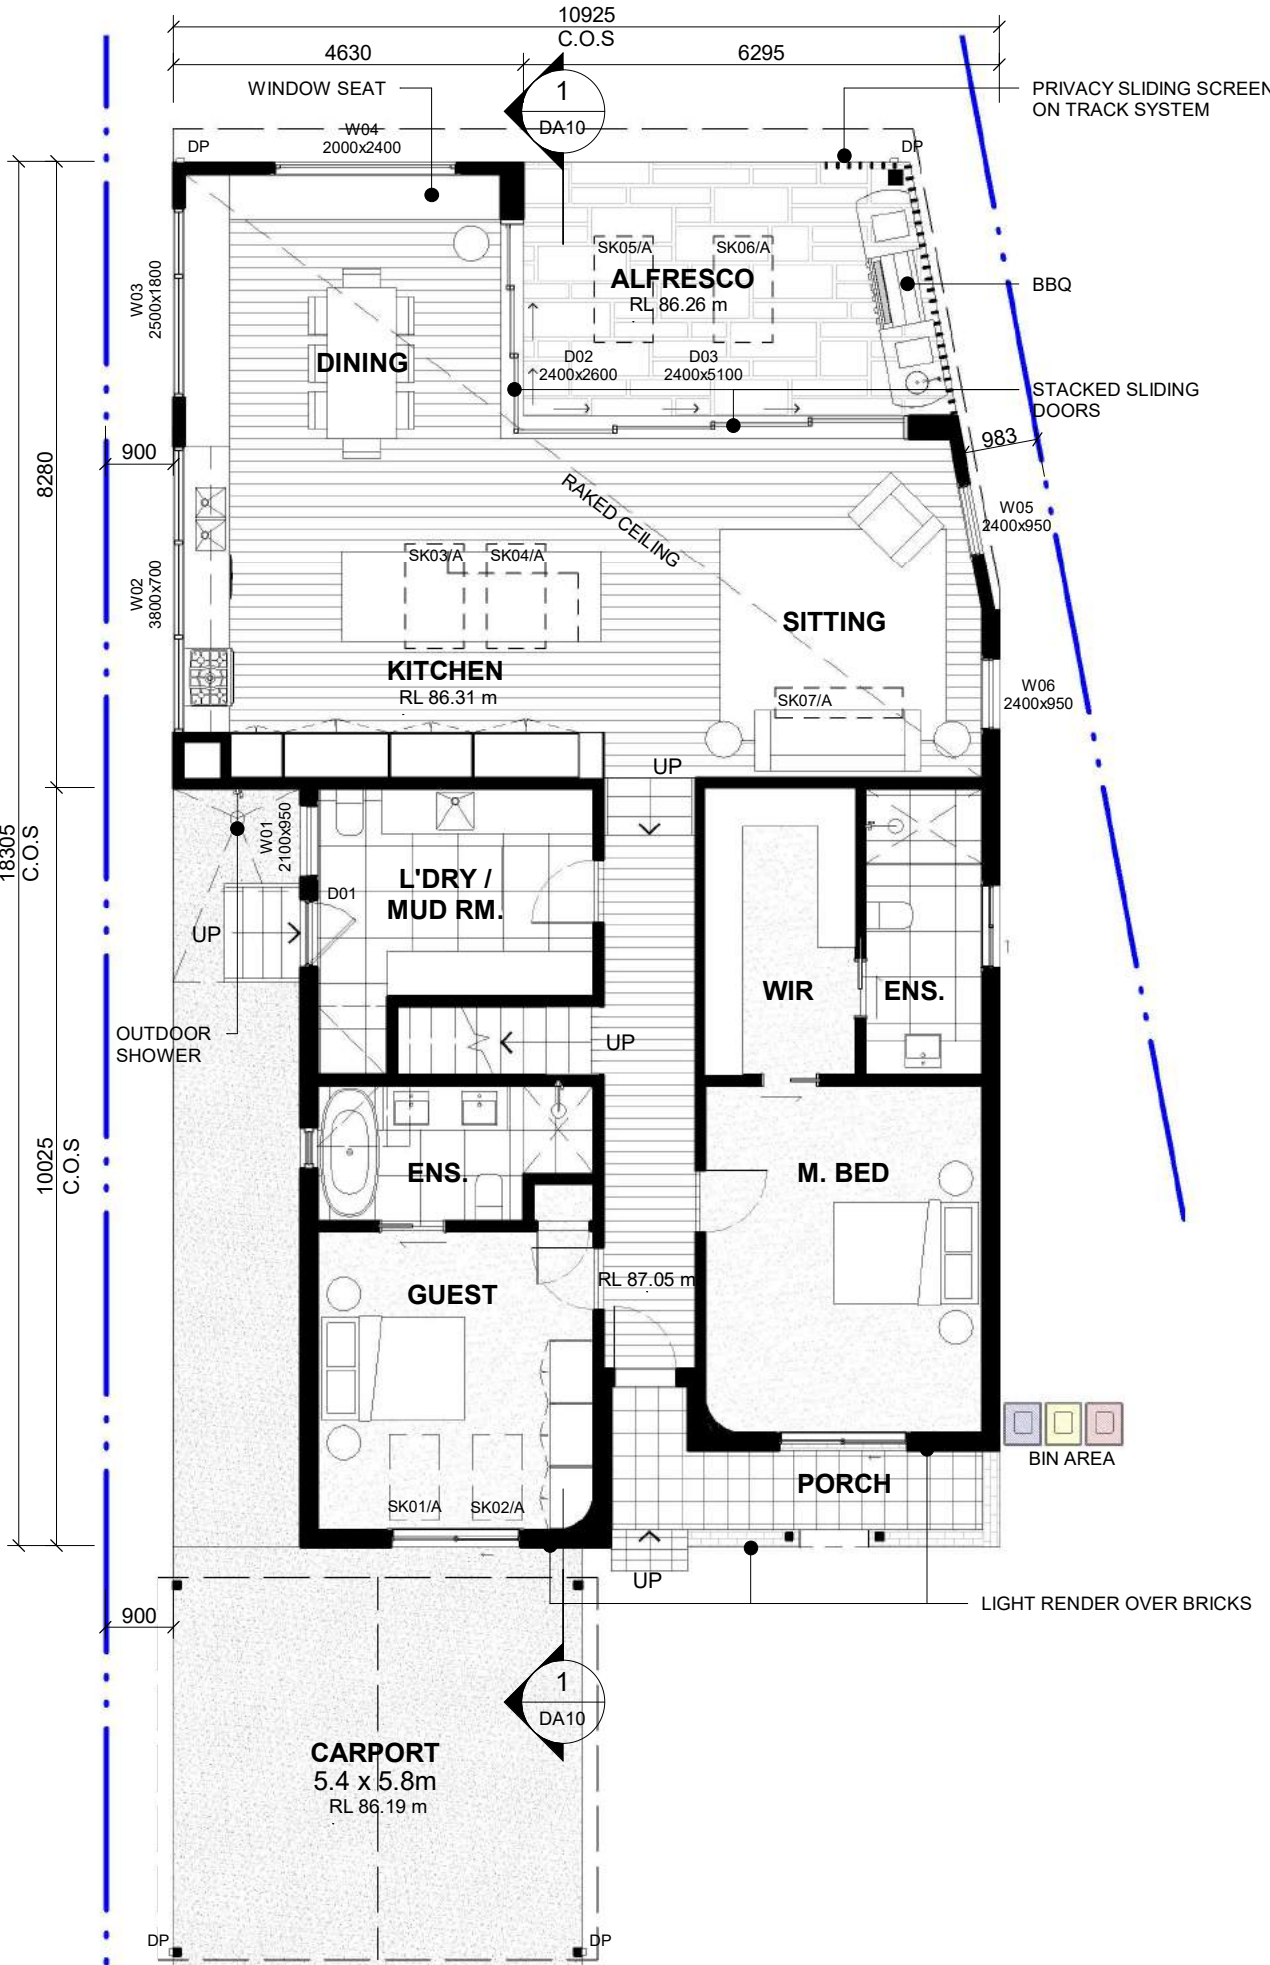 10925
C.O.S
4630
6295
WINDOW SEAT
1
DA10
PRIVACY SLIDING SCREEN
ON TRACK SYSTEM
DP
W04
2000x2400
DP
SK05/A
SK06/A
ALFRESCO
RL 86.26 m
BBQ
W03
2500x1800
DINING
D02
2400x2600
D03
2400x5100
STACKED SLIDING
DOORS
900
983
8280
RAKED CEILING
W05
2400x950
SK03/A
SK04/A
W02
3800x700
SITTING
KITCHEN
RL 86.31 m
W06
2400x950
SK07/A
UP
18305
C.O.S
W01
2100x950
L'DRY /
MUD RM.
D01
UP
WIR
ENS.
OUTDOOR
SHOWER
UP
10025
C.O.S
ENS.
M. BED
RL 87.05 m
GUEST
BIN AREA
PORCH
SK01/A
SK02/A
UP
LIGHT RENDER OVER BRICKS
900
1
DA10
CARPORT
5.4 x 5.8m
RL 86.19 m
DP
DP